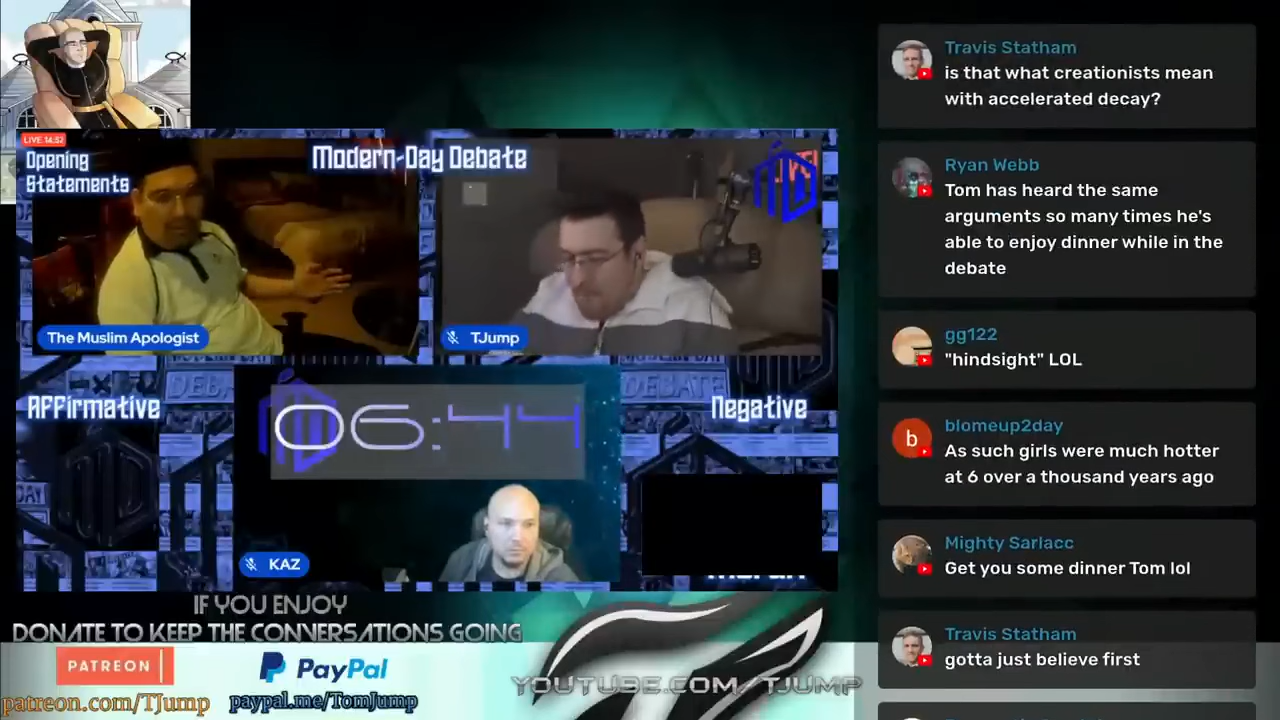 LIVE 14:52
Opening
Statements
Modern-Day Debate
The Muslim Apologist
TJump
Affirmative
DEBATE
DEBATE
Negative
06:44
KAZ
IF YOU ENJOY
DONATE TO KEEP THE CONVERSATIONS GOING
PATREON
PayPal
patreon.com/TJump
paypal.me/TomJump
YOUTUBE.COM/TJUMP
Travis Statham
is that what creationists mean
with accelerated decay?
Ryan Webb
Tom has heard the same
arguments so many times he's
able to enjoy dinner while in the
debate
gg122
"hindsight" LOL
b
blomeup2day
As such girls were much hotter
at 6 over a thousand years ago
Mighty Sarlacc
Get you some dinner Tom lol
Travis Statham
gotta just believe first